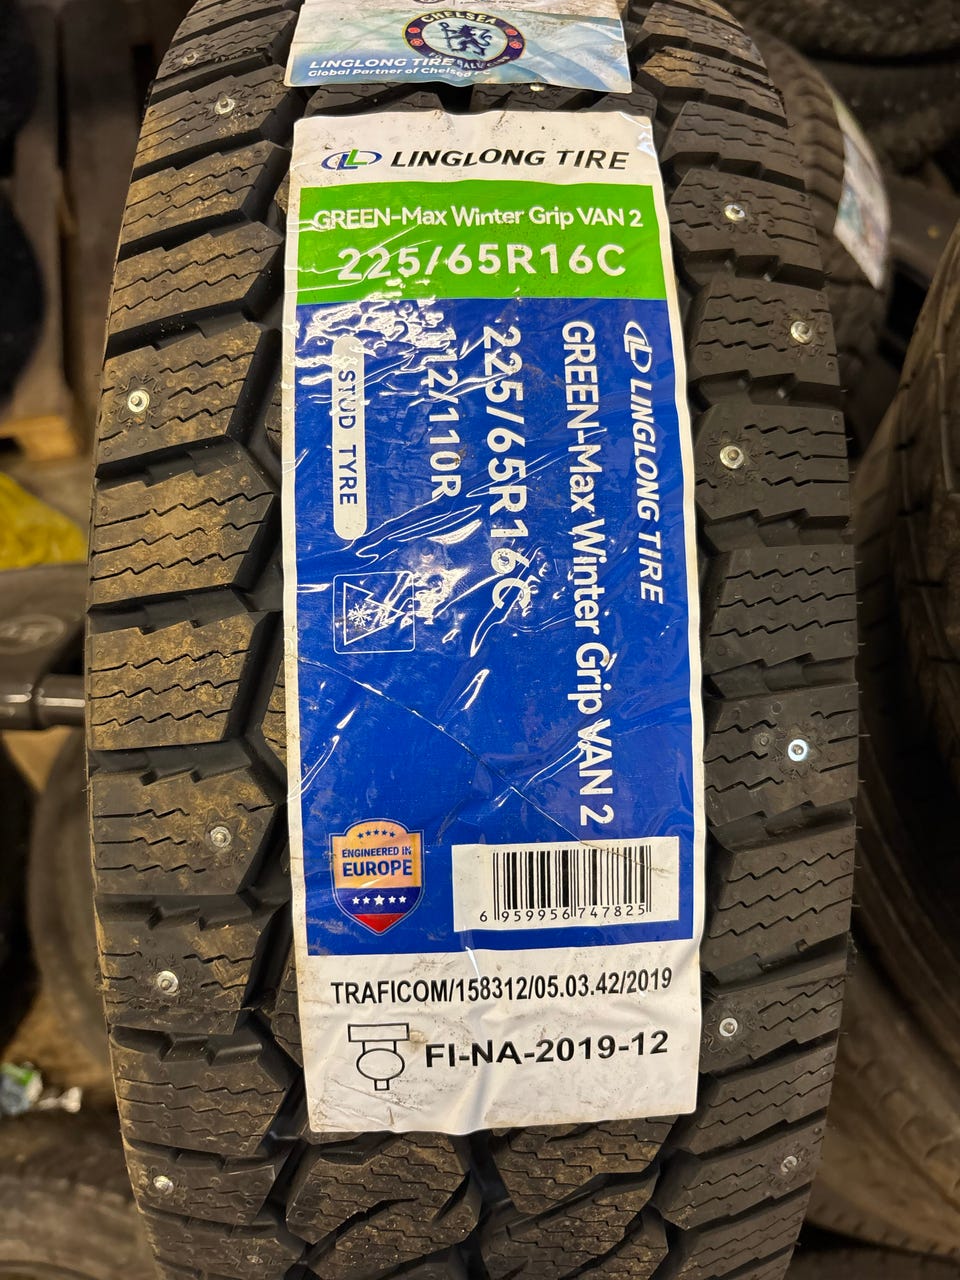 CHELSEA
LINGLONG TIRE
Global Partner of Chelsea FC
LINGLONG TIRE
GREEN-Max Winter Grip VAN 2
225/65R16C
LINGLONG TIRE
GREEN-Max Winter Grip VAN 2
225/65R16C
112/110R
STUD TYRE
ENGINEERED IN
EUROPE
6 959956 747825
TRAFICOM/158312/05.03.42/2019
FI-NA-2019-12